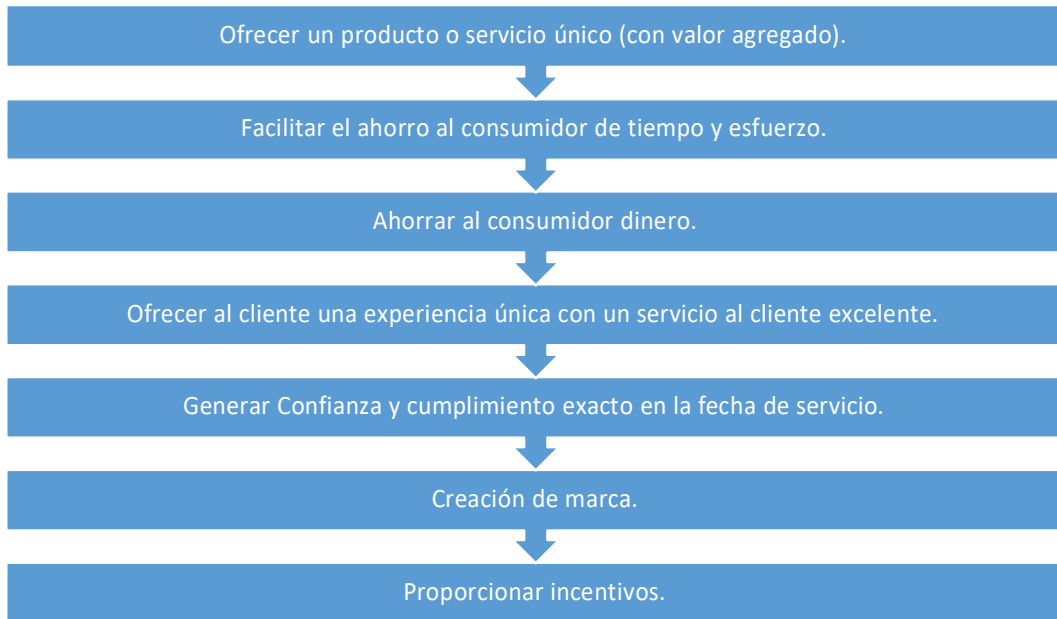 Ofrecer un producto o servicio único (con valor agregado).
Facilitar el ahorro al consumidor de tiempo y esfuerzo.
Ahorrar al consumidor dinero.
Ofrecer al cliente una experiencia única con un servicio al cliente excelente.
Generar Confianza y cumplimiento exacto en la fecha de servicio.
Creación de marca.
Proporcionar incentivos.